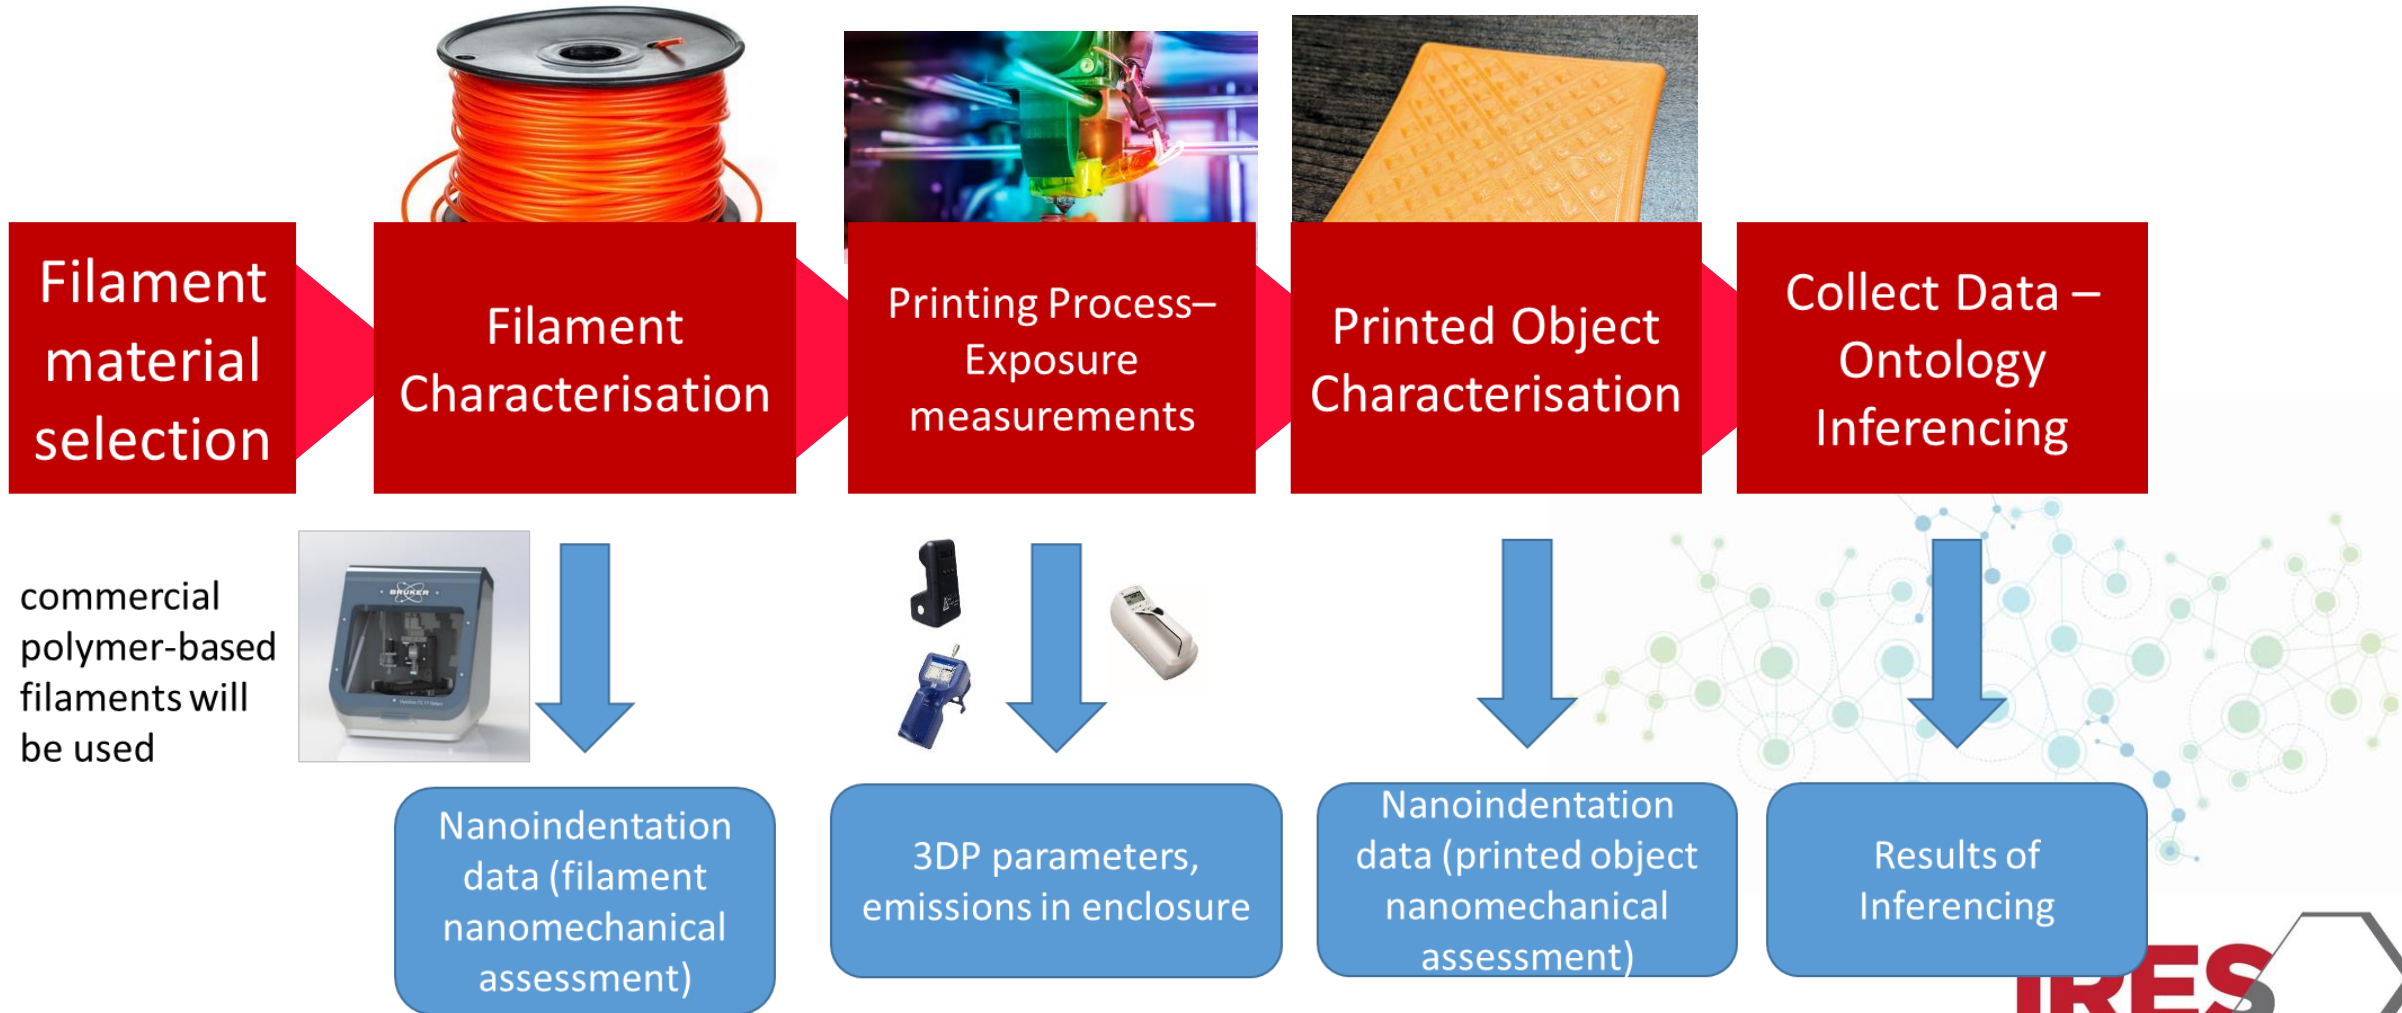 Filament
material
selection
Filament
Characterisation
Printing Process–
Exposure
measurements
Printed Object
Characterisation
Collect Data –
Ontology
Inferencing
commercial
polymer-based
filaments will
be used
BRUKER
Nanoindentation
data (filament
nanomechanical
assessment)
3DP parameters,
emissions in enclosure
Nanoindentation
data (printed object
nanomechanical
assessment)
Results of
Inferencing
IRES